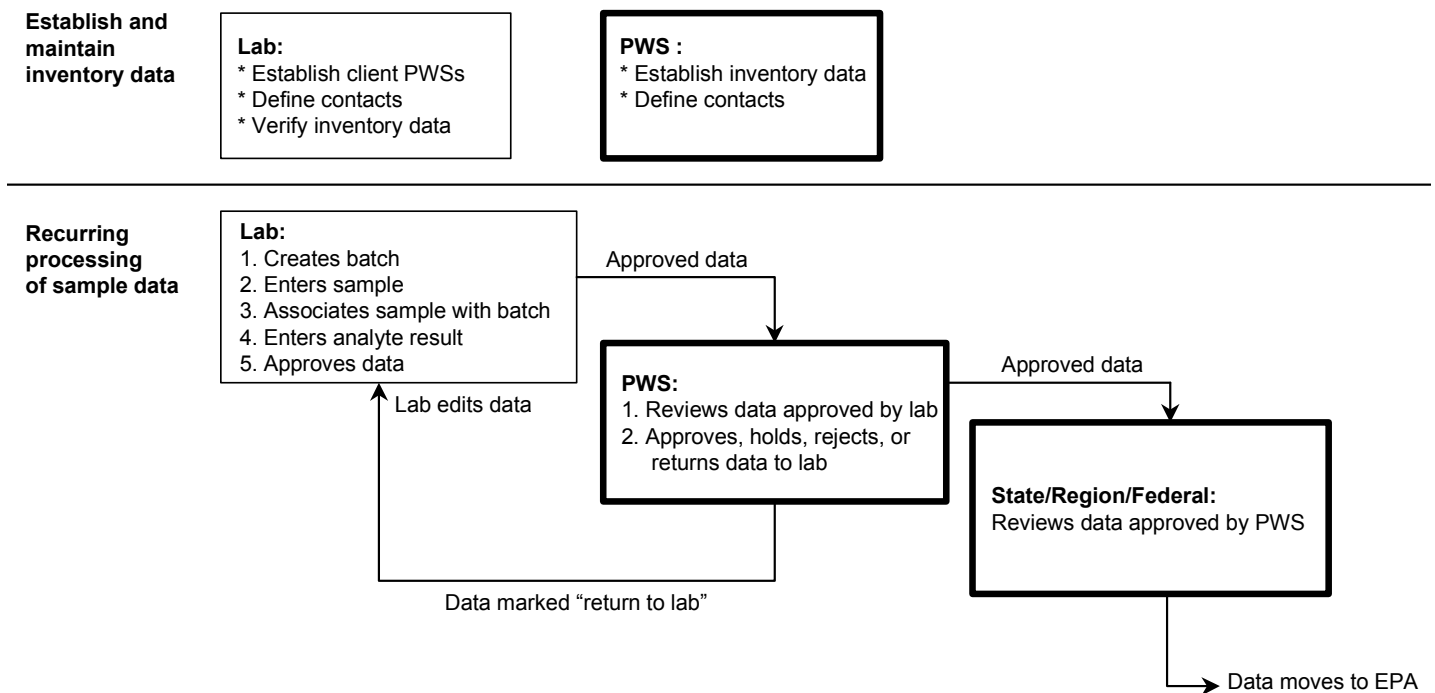 Establish and
maintain
inventory data
Lab:
* Establish client PWSs
* Define contacts
* Verify inventory data
PWS :
* Establish inventory data
* Define contacts
Recurring
processing
of sample data
Lab:
1. Creates batch
2. Enters sample
3. Associates sample with batch
4. Enters analyte result
5. Approves data
Approved data
Lab edits data
PWS:
1. Reviews data approved by lab
2. Approves, holds, rejects, or
returns data to lab
Approved data
State/Region/Federal:
Reviews data approved by PWS
Data marked “return to lab”
Data moves to EPA